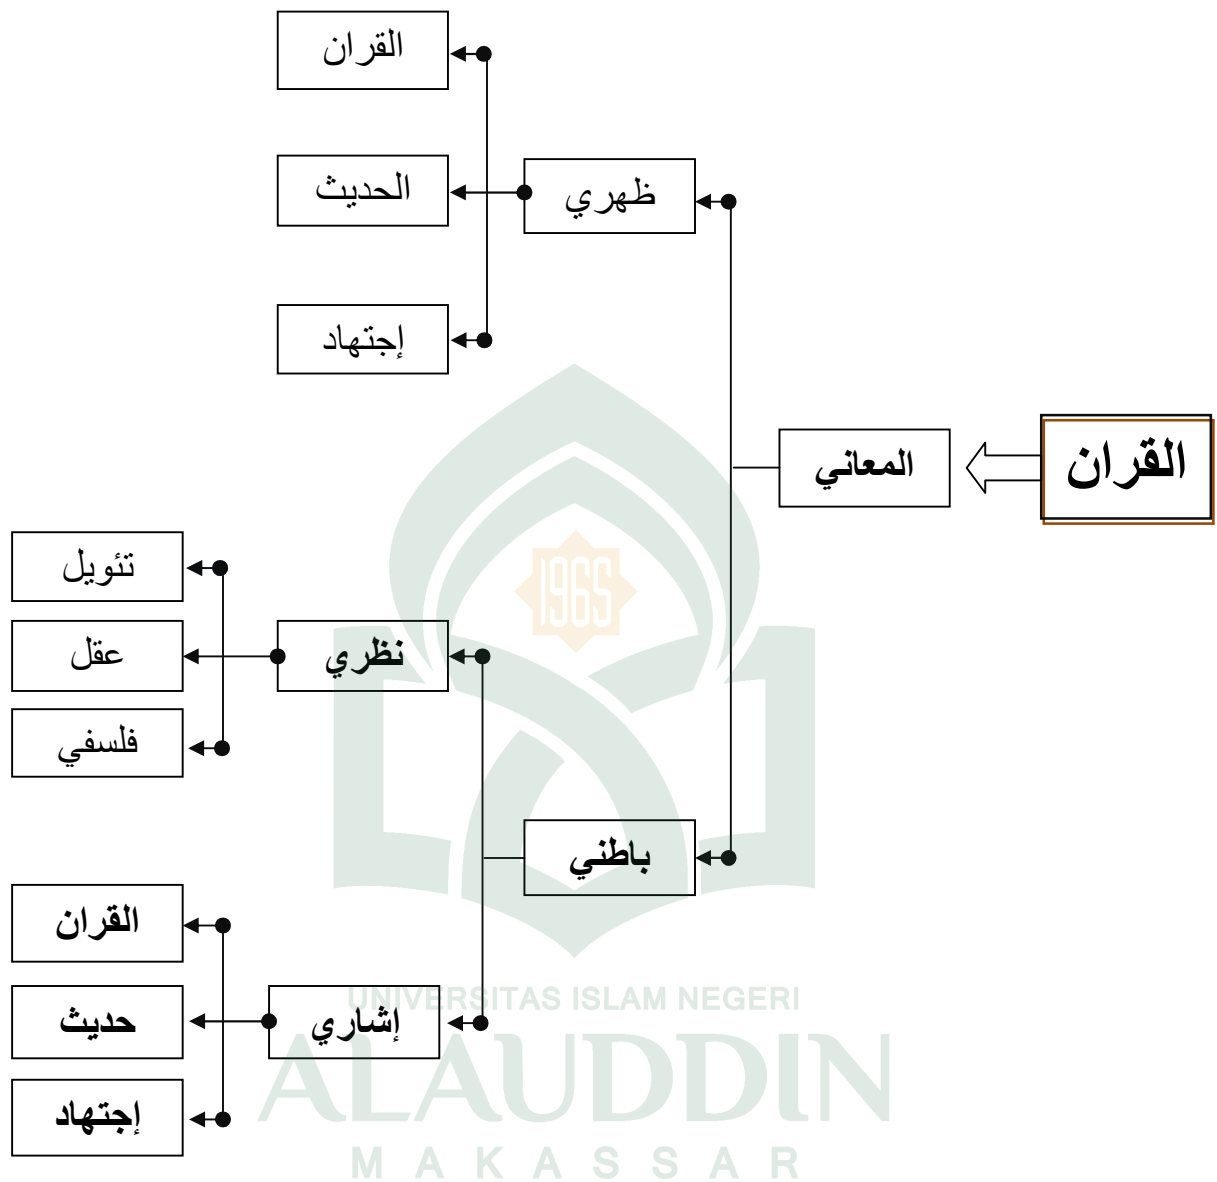 القران
المعاني
ظهري
القران
الحديث
إجتهاد
باطني
نظري
تئويل
عقل
فلسفي
إشاري
القران
حديث
إجتهاد
1965
UNIVERSITAS ISLAM NEGERI
ALAUDDIN
MAKASSAR